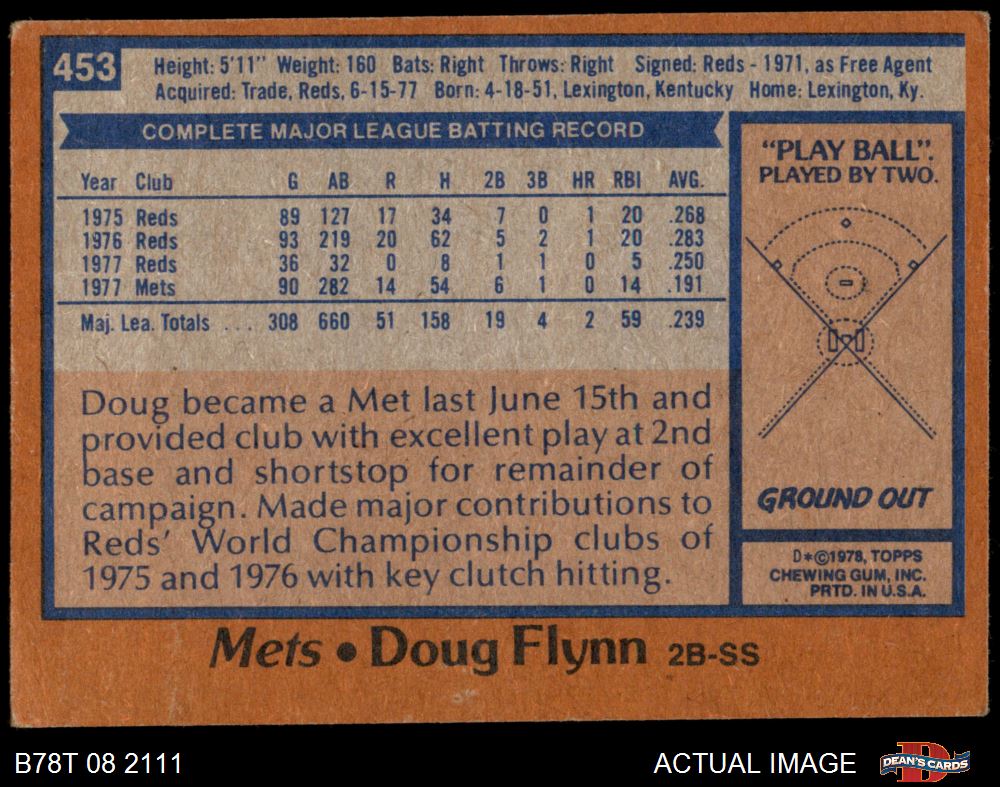 453
Height: 5'11" Weight: 160 Bats: Right Throws: Right Signed: Reds - 1971, as Free Agent
Acquired: Trade, Reds, 6-15-77 Born: 4-18-51, Lexington, Kentucky Home: Lexington, Ky.
COMPLETE MAJOR LEAGUE BATTING RECORD
Year Club G AB R H 2B 3B HR RBI AVG.
1975 Reds 89 127 17 34 7 0 1 20 .268
1976 Reds 93 219 20 62 5 2 1 20 .283
1977 Reds 36 32 0 8 1 1 0 5 .250
1977 Mets 90 282 14 54 6 1 0 14 .191
Maj. Lea. Totals ... 308 660 51 158 19 4 2 59 .239
Doug became a Met last June 15th and
provided club with excellent play at 2nd
base and shortstop for remainder of
campaign. Made major contributions to
Reds' World Championship clubs of
1975 and 1976 with key clutch hitting.
"PLAY BALL".
PLAYED BY TWO.
GROUND OUT
D*©1978, TOPPS
CHEWING GUM, INC.
PRTD. IN U.S.A.
Mets • Doug Flynn 2B-SS
B78T 08 2111
ACTUAL IMAGE
D
DEAN'S CARDS